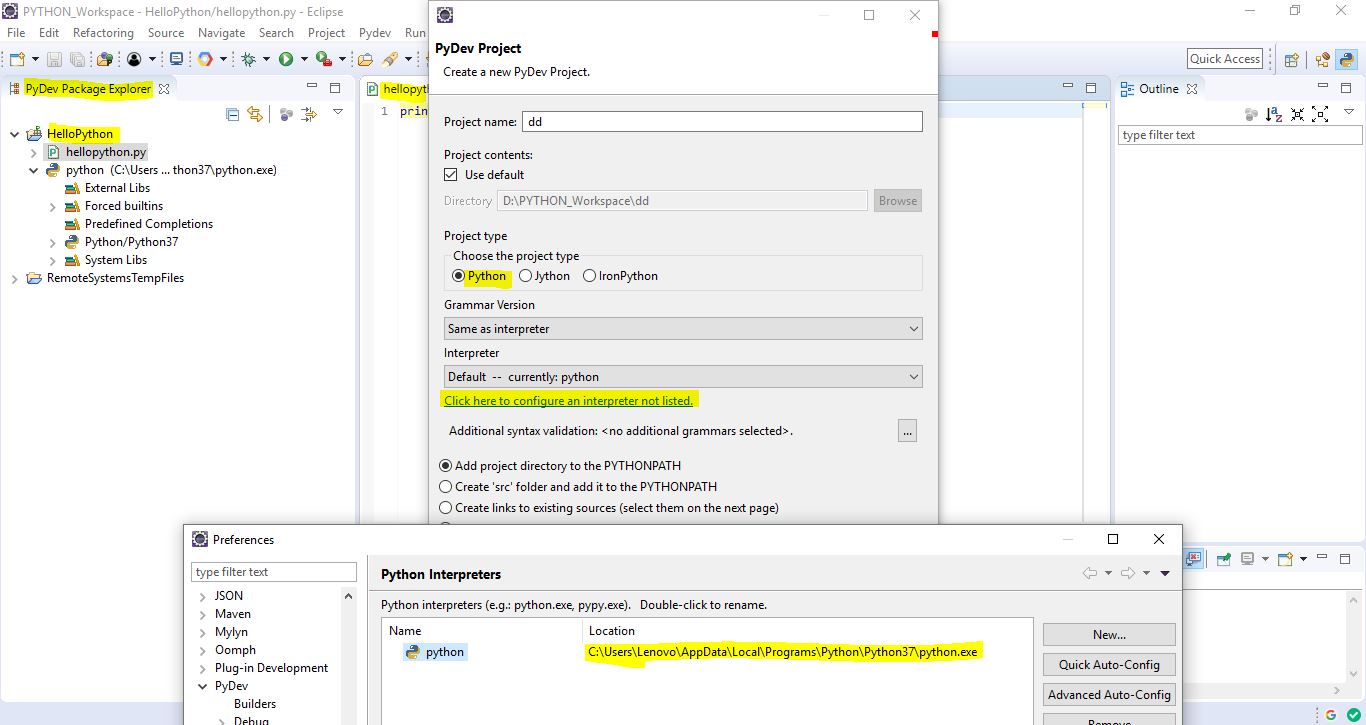 PYTHON_Workspace - HelloPython/hellopython.py - Eclipse
File Edit Refactoring Source Navigate Search Project Pydev Run
Quick Access
PyDev Package Explorer
HelloPython
hellopython.py
python (C:\Users ... thon37\python.exe)
External Libs
Forced builtins
Predefined Completions
Python/Python37
System Libs
RemoteSystemsTempFiles
hellopyth
1 prin
PyDev Project
Create a new PyDev Project.
Project name: dd
Project contents:
Use default
Directory D:\PYTHON_Workspace\dd Browse
Project type
Choose the project type
Python Jython IronPython
Grammar Version
Same as interpreter
Interpreter
Default -- currently: python
Click here to configure an interpreter not listed.
Additional syntax validation: <no additional grammars selected>. ...
Add project directory to the PYTHONPATH
Create 'src' folder and add it to the PYTHONPATH
Create links to existing sources (select them on the next page)
Outline
type filter text
Preferences
type filter text
JSON
Maven
Mylyn
Oomph
Plug-in Development
PyDev
Builders
Debug
Python Interpreters
Python interpreters (e.g.: python.exe, pypy.exe). Double-click to rename.
Name Location
python C:\Users\Lenovo\AppData\Local\Programs\Python\Python37\python.exe
New...
Quick Auto-Config
Advanced Auto-Config
Remove